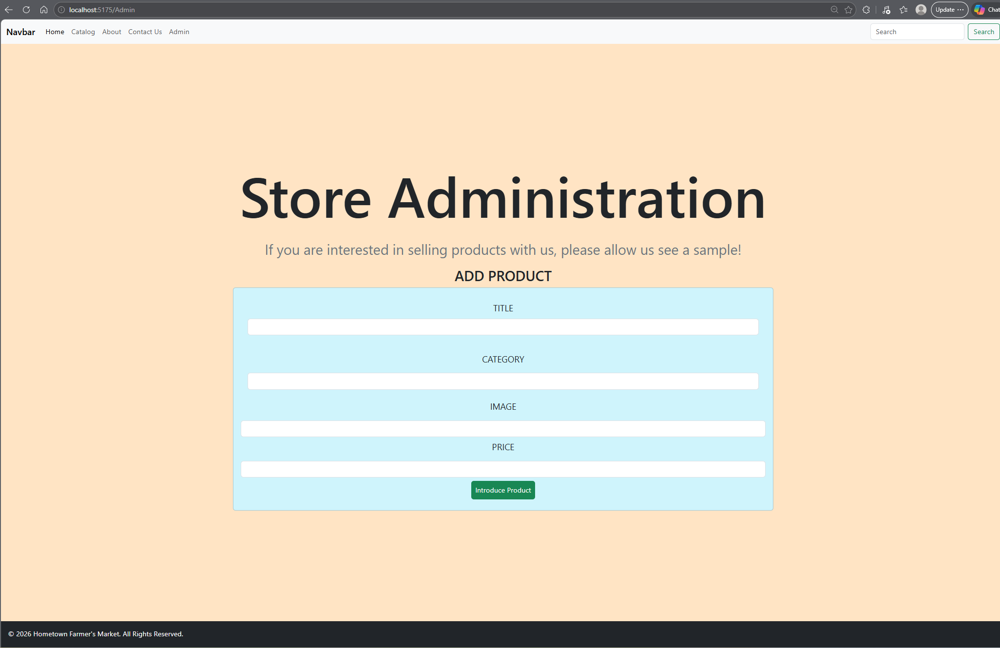 localhost:5175/Admin
Update
Chat
Navbar Home Catalog About Contact Us Admin Search Search
Store Administration
If you are interested in selling products with us, please allow us see a sample!
ADD PRODUCT
TITLE
CATEGORY
IMAGE
PRICE
Introduce Product
© 2026 Hometown Farmer's Market. All Rights Reserved.